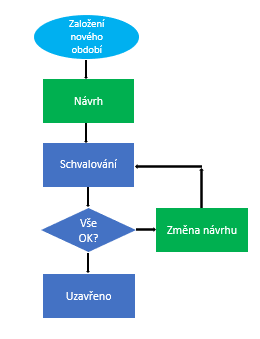 Založení
nového
období
Návrh
Schvalování
Vše
OK?
Změna návrhu
Uzavřeno